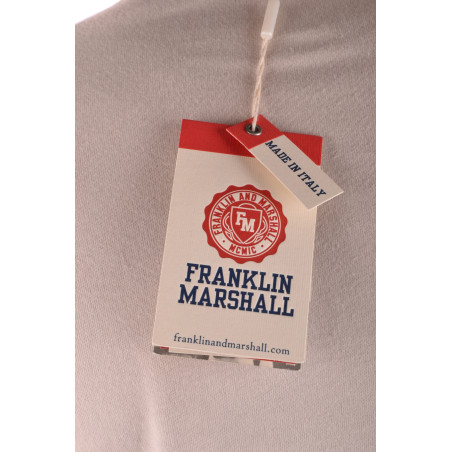 MADE IN ITALY
FRANKLIN AND MARSHALL
FM
MCMIC
FRANKLIN
MARSHALL
franklinandmarshall.com